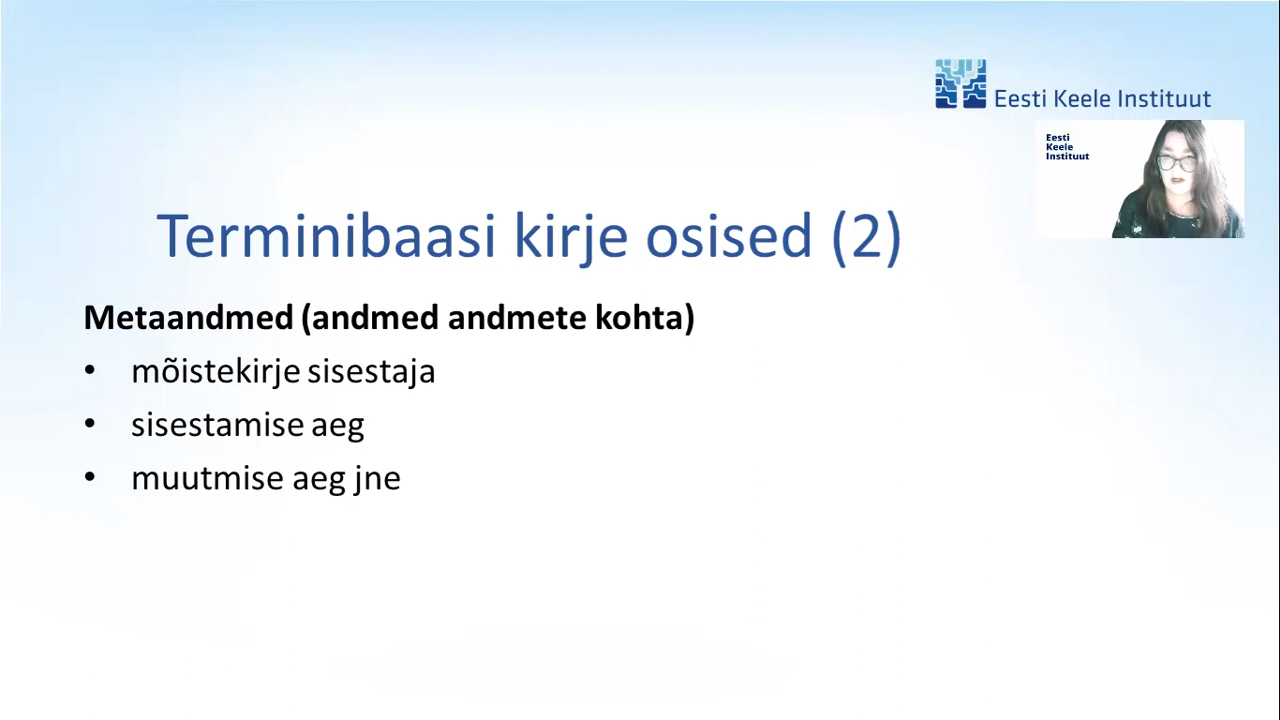 Eesti Keele Instituut
Eesti
Keele
Instituut
Terminibaasi kirje osised (2)
Metaandmed (andmed andmete kohta)
• mõistekirje sisestaja
• sisestamise aeg
• muutmise aeg jne